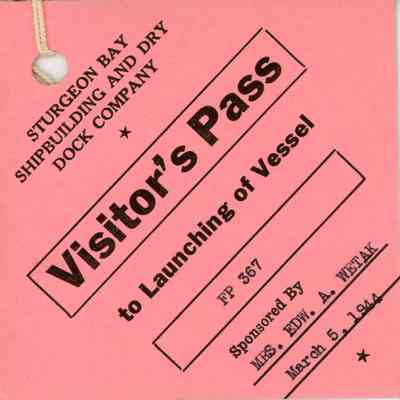 STURGEON BAY
SHIPBUILDING AND DRY
DOCK COMPANY
Visitor's Pass
to Launching of Vessel
FP 367
Sponsored By
MRS. EDW. A. WETAK
March 5, 1944